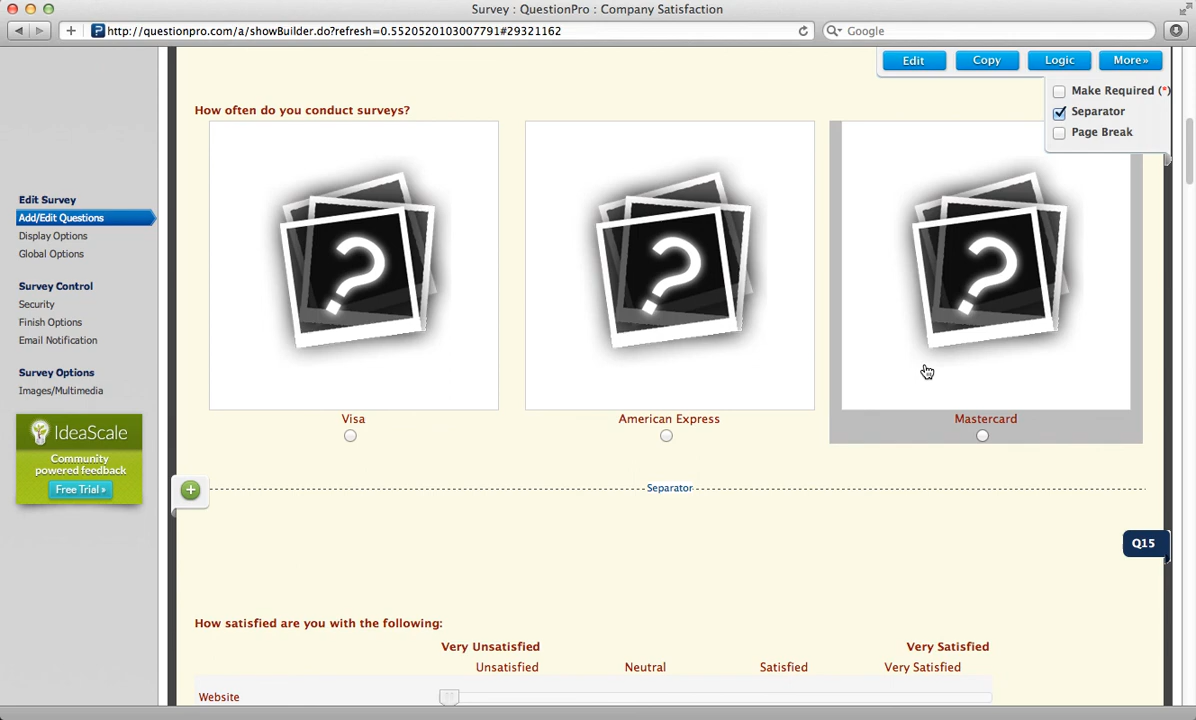 Survey : QuestionPro : Company Satisfaction
http://questionpro.com/a/showBuilder.do?refresh=0.5520520103007791#29321162
Google
Edit
Copy
Logic
More»
Make Required (*)
Separator
Page Break
How often do you conduct surveys?
Visa
American Express
Mastercard
Edit Survey
Add/Edit Questions
Display Options
Global Options
Survey Control
Security
Finish Options
Email Notification
Survey Options
Images/Multimedia
IdeaScale
Community
powered feedback
Free Trial »
Separator
Q15
How satisfied are you with the following:
Very Unsatisfied
Very Satisfied
Unsatisfied
Neutral
Satisfied
Very Satisfied
Website